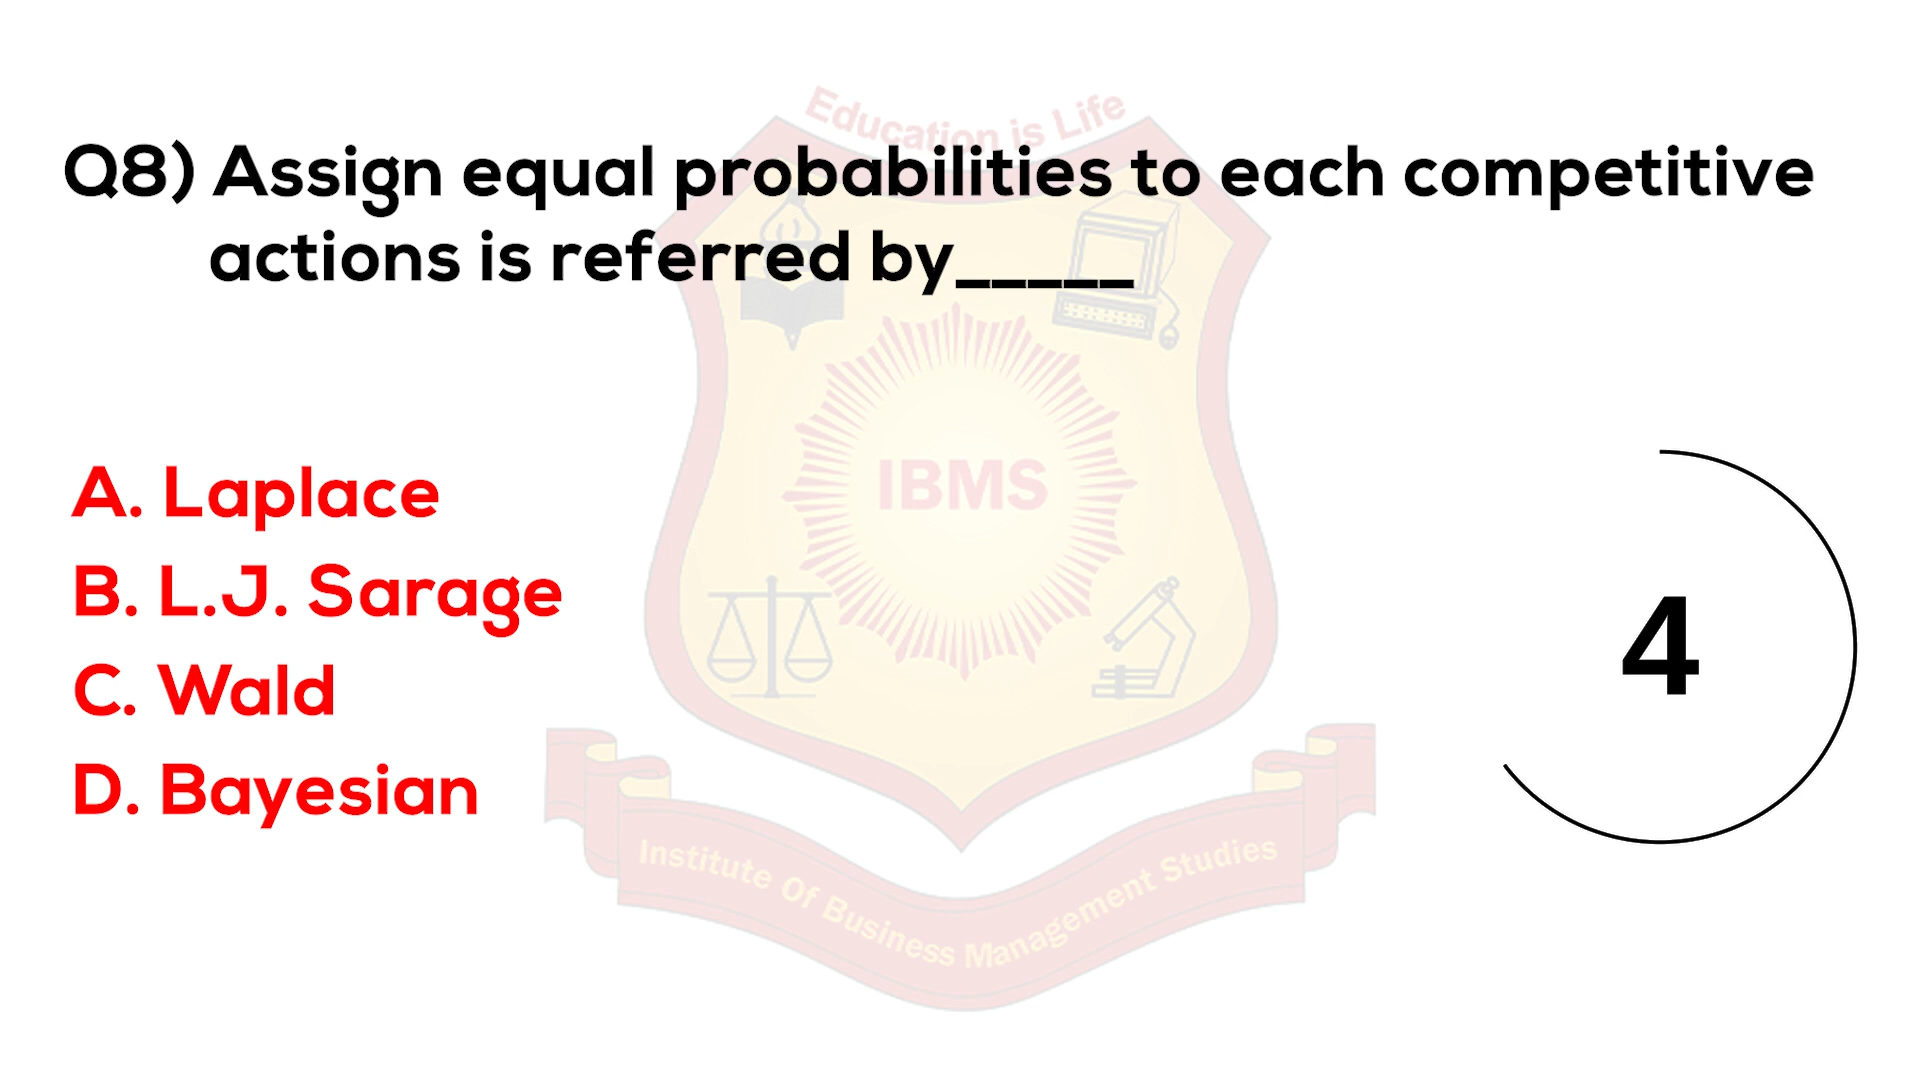 Education is Life
Q8) Assign equal probabilities to each competitive
actions is referred by_____
IBMS
A. Laplace
B. L.J. Sarage
C. Wald
D. Bayesian
4
Institute Of Business Management Studies